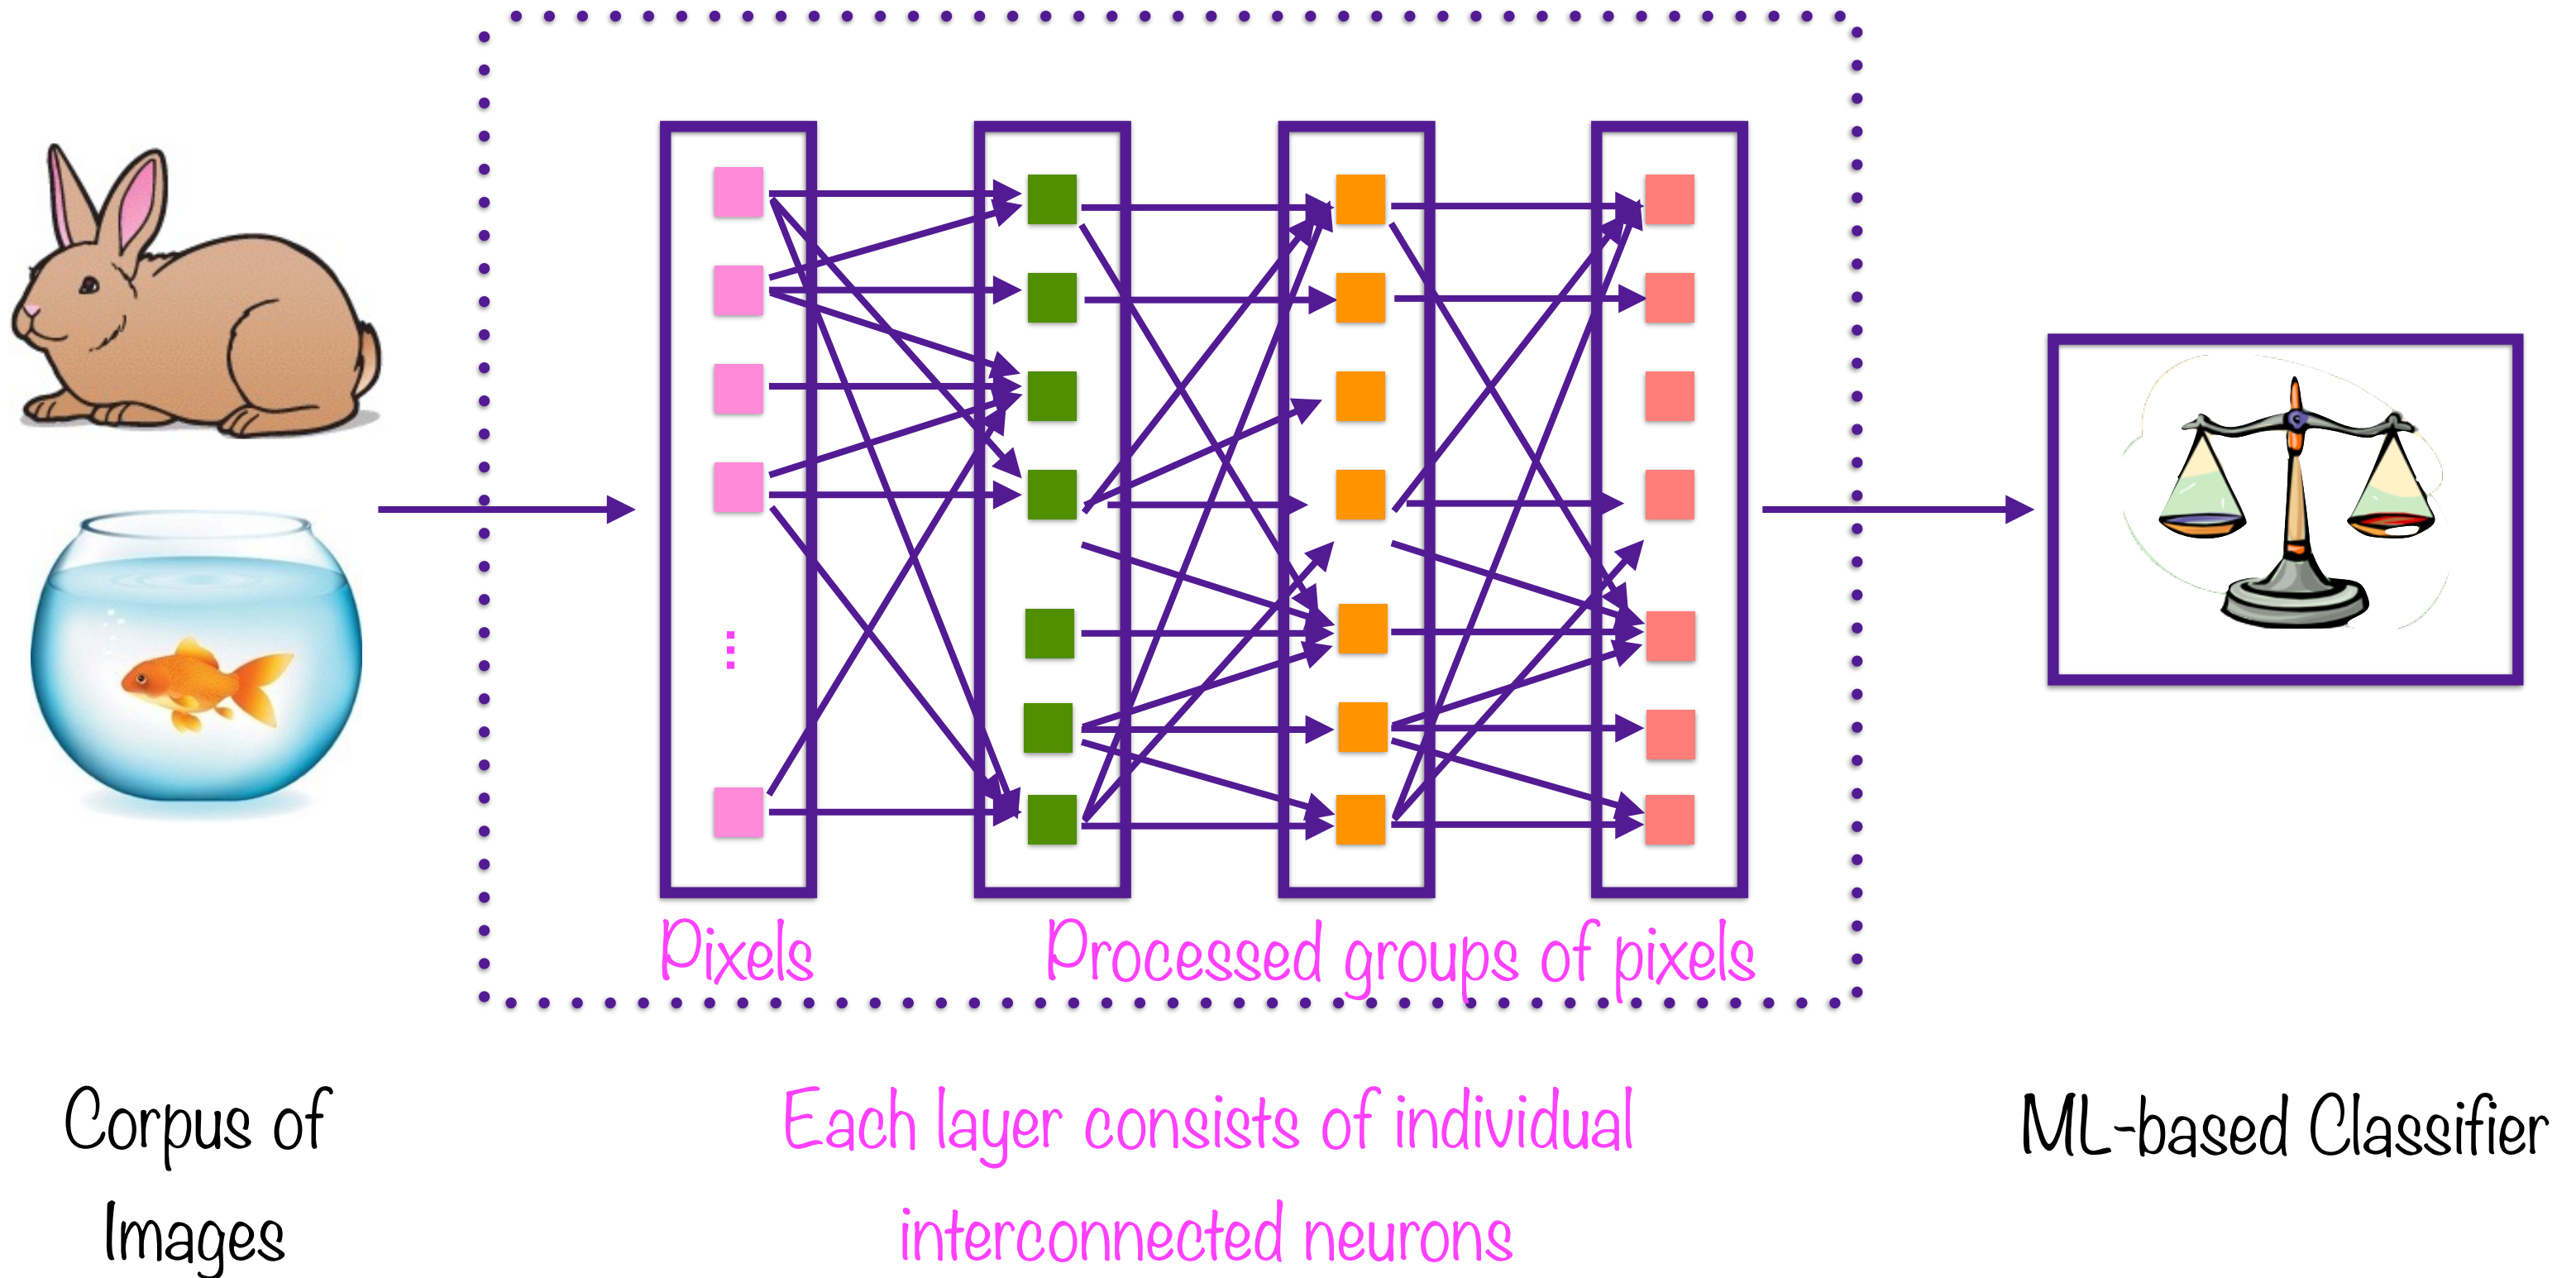 Pixels
Processed groups of pixels
Corpus of
Images
Each layer consists of individual
interconnected neurons
ML-based Classifier